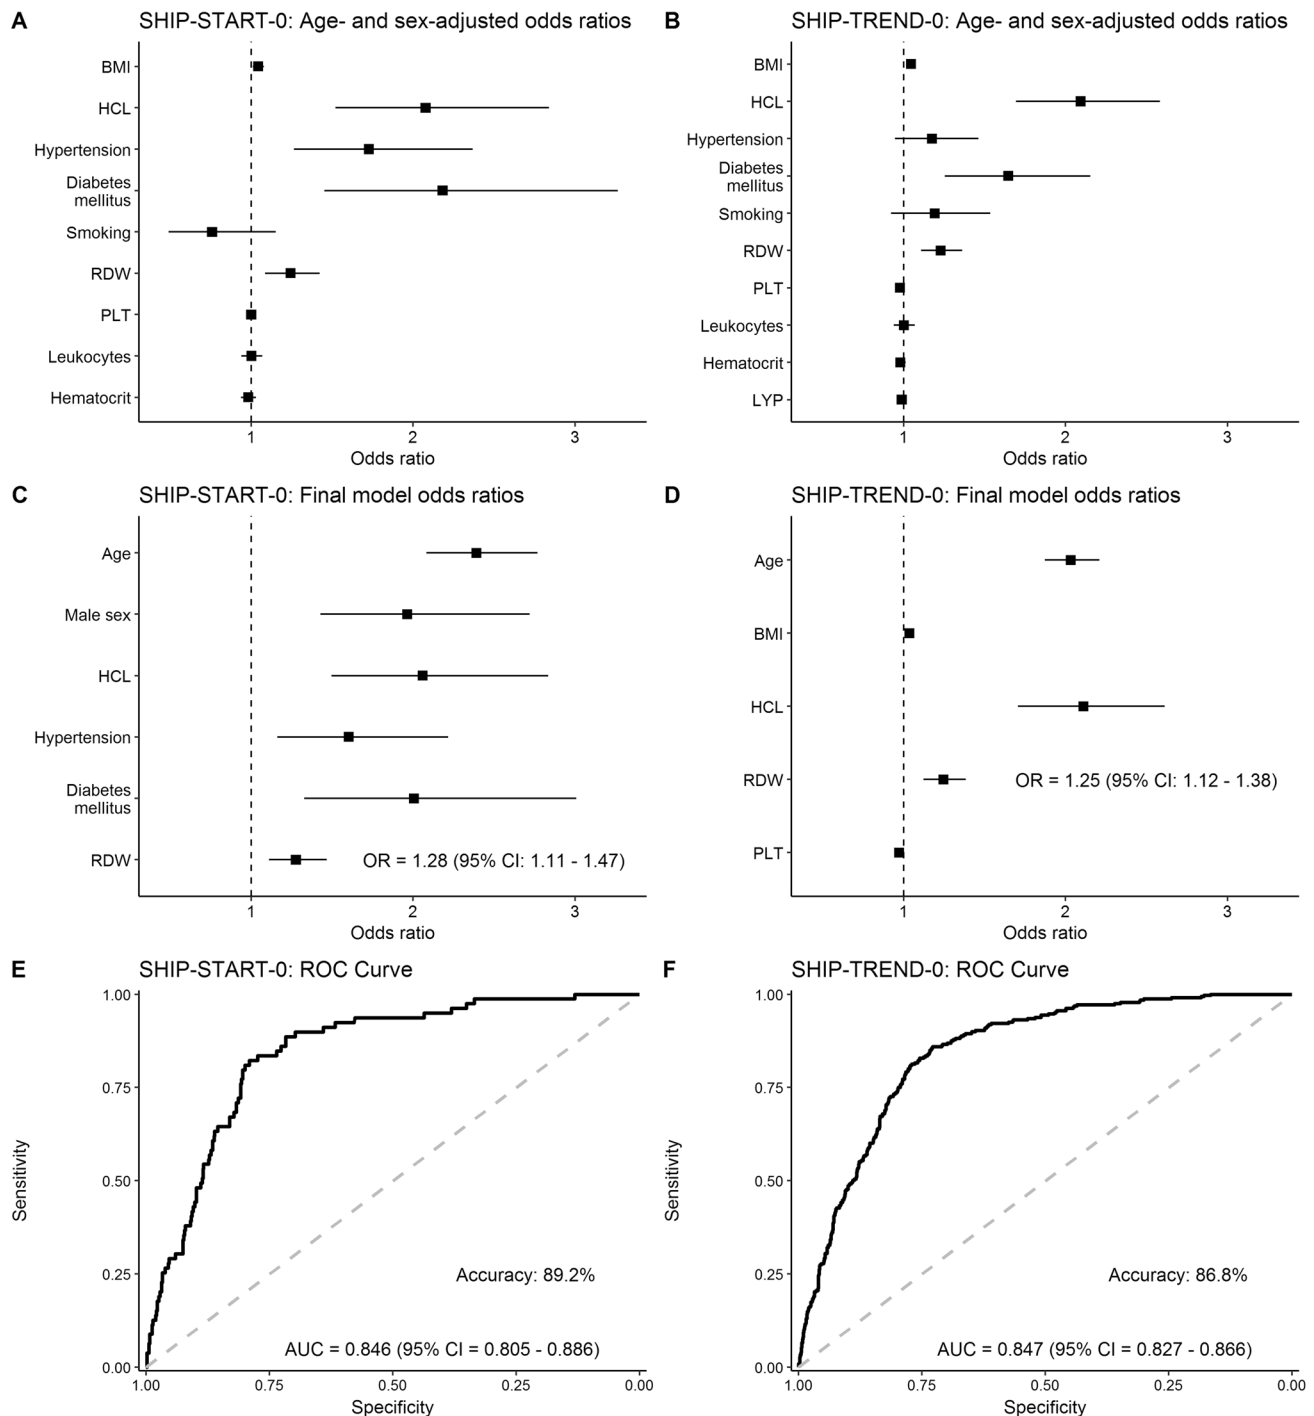 A
SHIP-START-0: Age- and sex-adjusted odds ratios
BMI
HCL
Hypertension
Diabetes
mellitus
Smoking
RDW
PLT
Leukocytes
Hematocrit
1
2
3
Odds ratio
B
SHIP-TREND-0: Age- and sex-adjusted odds ratios
BMI
HCL
Hypertension
Diabetes
mellitus
Smoking
RDW
PLT
Leukocytes
Hematocrit
LYP
1
2
3
Odds ratio
C
SHIP-START-0: Final model odds ratios
Age
Male sex
HCL
Hypertension
Diabetes
mellitus
RDW
OR = 1.28 (95% CI: 1.11 - 1.47)
1
2
3
Odds ratio
D
SHIP-TREND-0: Final model odds ratios
Age
BMI
HCL
RDW
OR = 1.25 (95% CI: 1.12 - 1.38)
PLT
1
2
3
Odds ratio
E
SHIP-START-0: ROC Curve
1.00
0.75
0.50
0.25
0.00
Sensitivity
Accuracy: 89.2%
AUC = 0.846 (95% CI = 0.805 - 0.886)
1.00
0.75
0.50
0.25
0.00
Specificity
F
SHIP-TREND-0: ROC Curve
1.00
0.75
0.50
0.25
0.00
Sensitivity
Accuracy: 86.8%
AUC = 0.847 (95% CI = 0.827 - 0.866)
1.00
0.75
0.50
0.25
0.00
Specificity